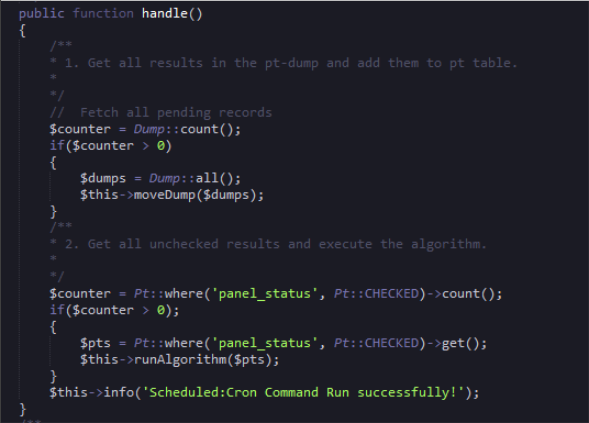 public function handle()
{
/**
* 1. Get all results in the pt-dump and add them to pt table.
*
*/
//  Fetch all pending records
$counter = Dump::count();
if($counter > 0)
{
$dumps = Dump::all();
$this->moveDump($dumps);
}
/**
* 2. Get all unchecked results and execute the algorithm.
*
*/
$counter = Pt::where('panel_status', Pt::CHECKED)->count();
if($counter > 0);
{
$pts = Pt::where('panel_status', Pt::CHECKED)->get();
$this->runAlgorithm($pts);
}
$this->info('Scheduled:Cron Command Run successfully!');
}
/**